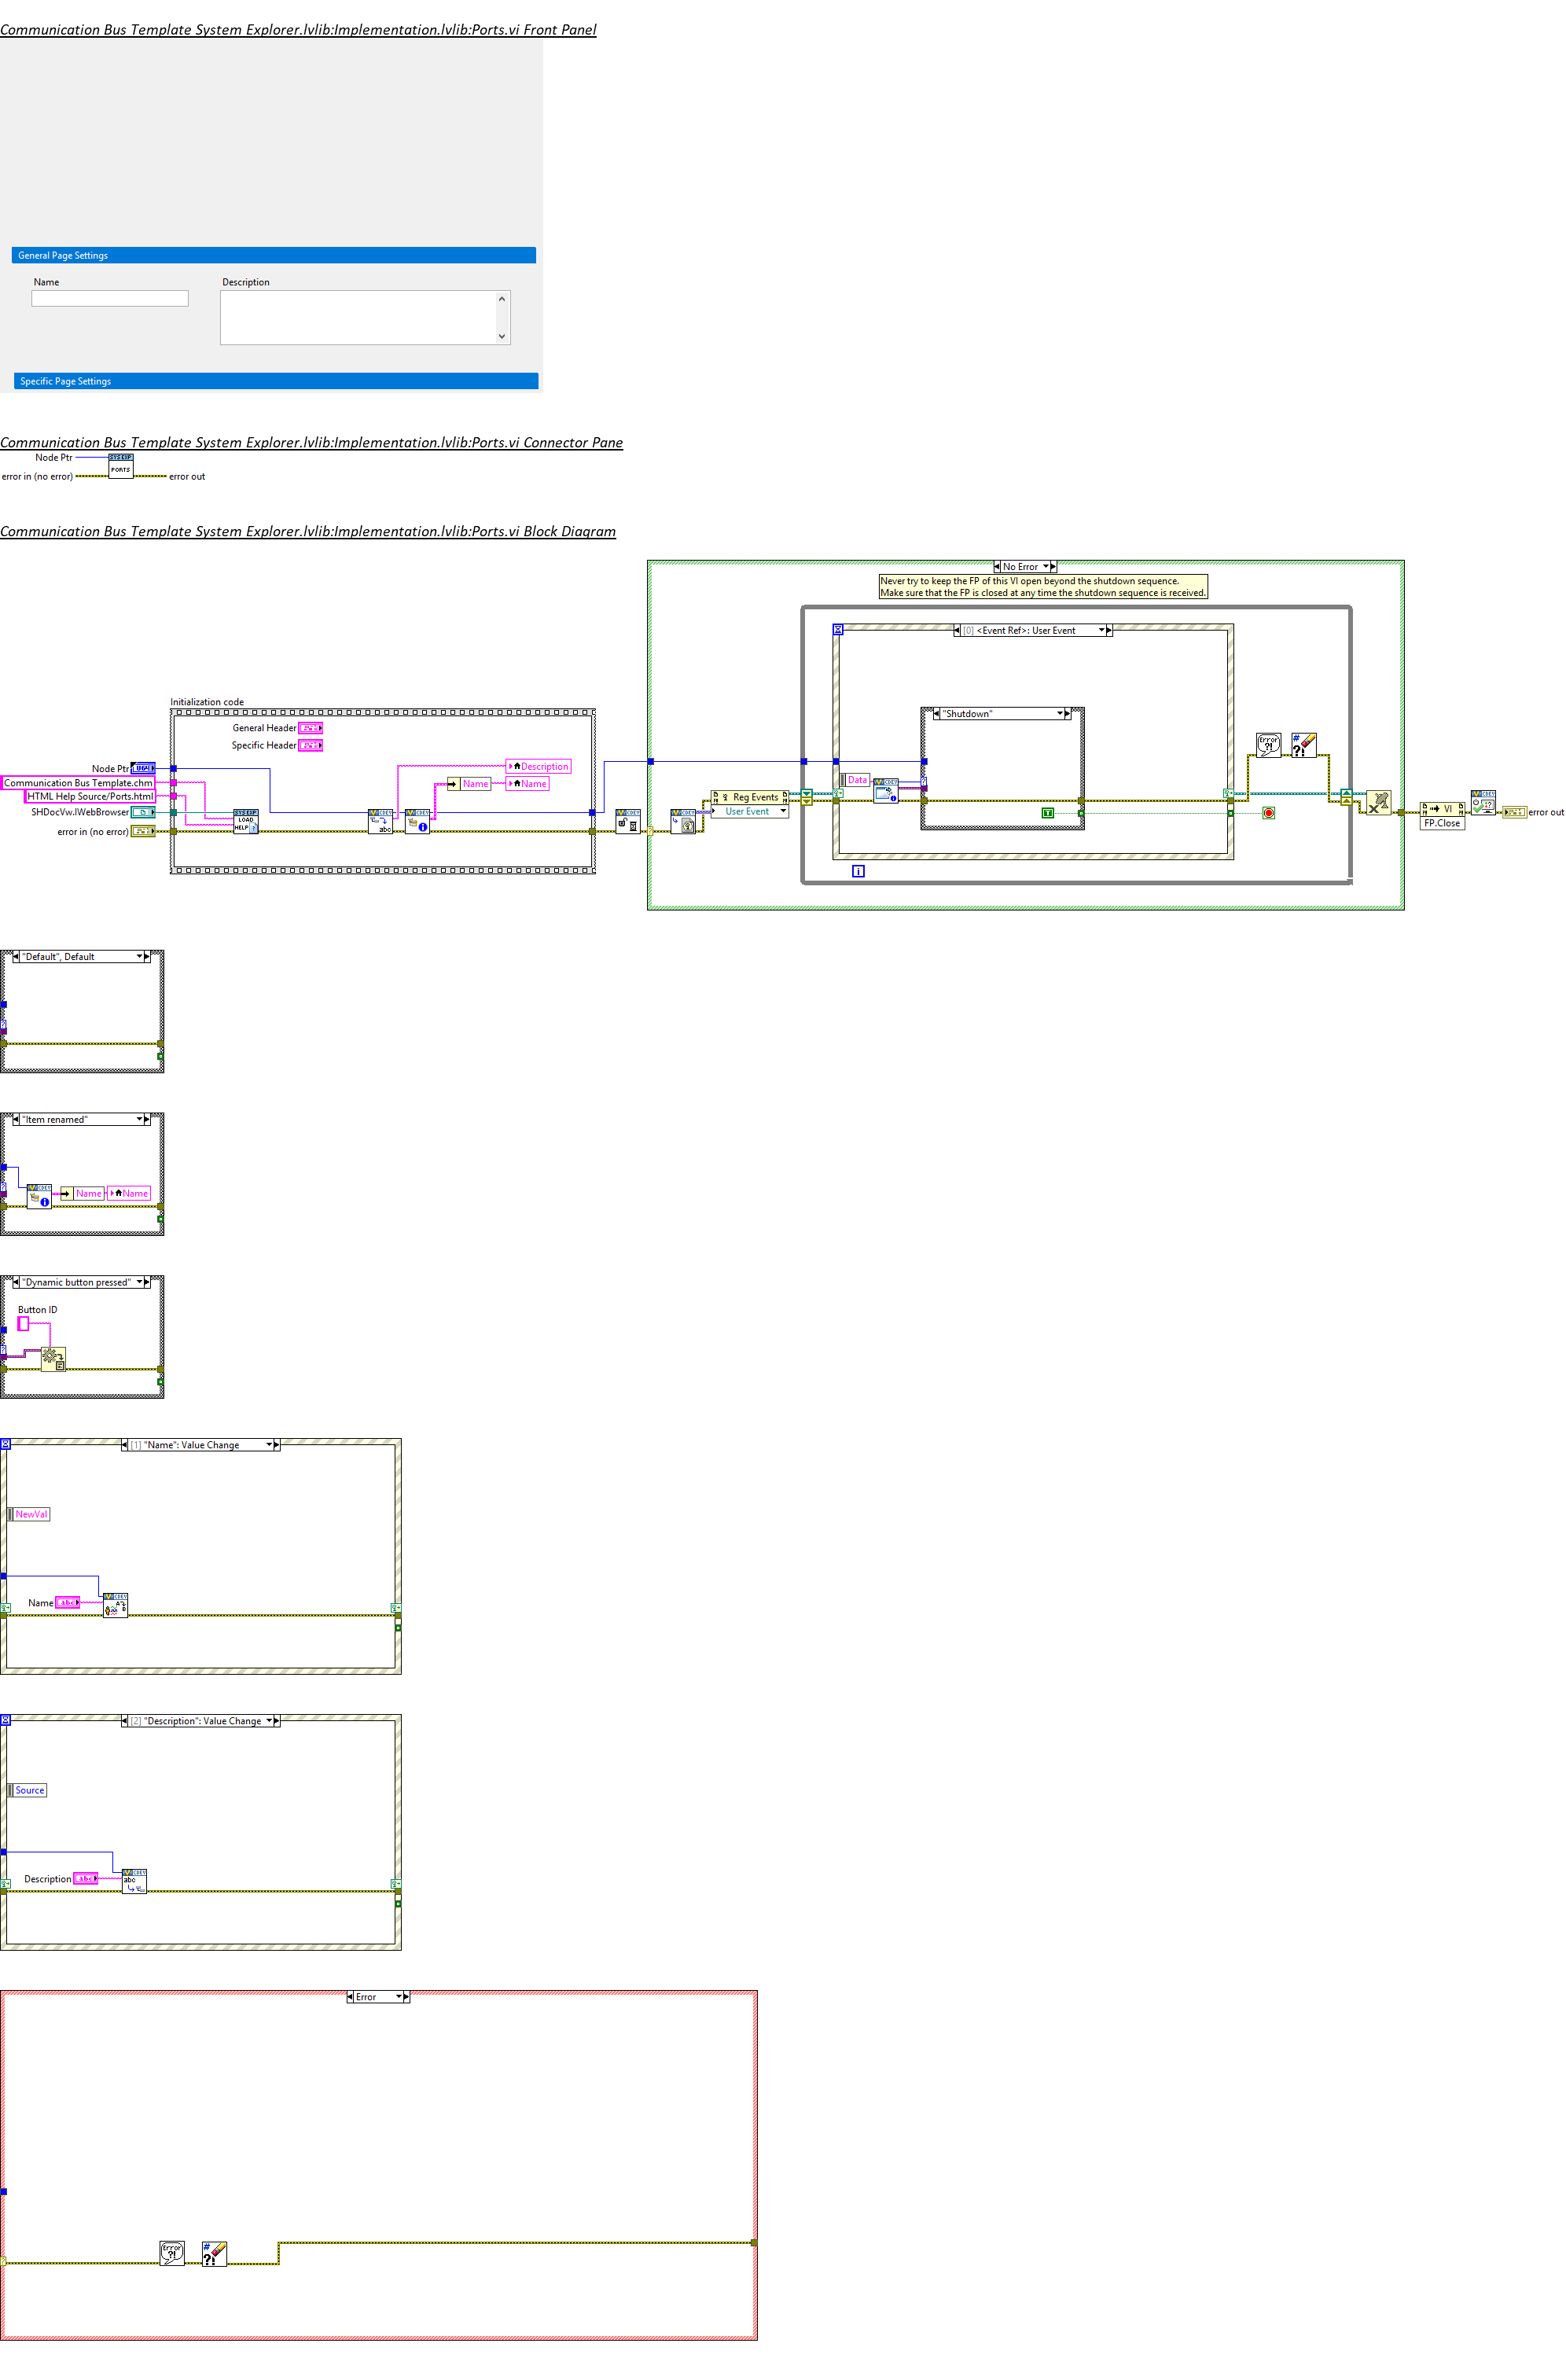 Communication Bus Template System Explorer.lvlib:Implementation.lvlib:Ports.vi Front Panel
General Page Settings
Name
Description
Specific Page Settings
Communication Bus Template System Explorer.lvlib:Implementation.lvlib:Ports.vi Connector Pane
Node Ptr
SYS EXP
PORTS
error in (no error)
error out
Communication Bus Template System Explorer.lvlib:Implementation.lvlib:Ports.vi Block Diagram
No Error
Never try to keep the FP of this VI open beyond the shutdown sequence.
Make sure that the FP is closed at any time the shutdown sequence is received.
[0] <Event Ref>: User Event
Initialization code
"Shutdown"
General Header
Specific Header
Node Ptr
Description
Communication Bus Template.chm
Name
Name
Data
HTML Help Source/Ports.html
Reg Events
SHDocVw.IWebBrowser
LOAD
HELP
abc
User Event
error in (no error)
Error
?!
#
?!
VI
FP.Close
error out
i
"Default", Default
"Item renamed"
Name
Name
"Dynamic button pressed"
Button ID
[1] "Name": Value Change
NewVal
Name
abc
[2] "Description": Value Change
Source
Description
abc
abc
Error
Error
?!
#
?!